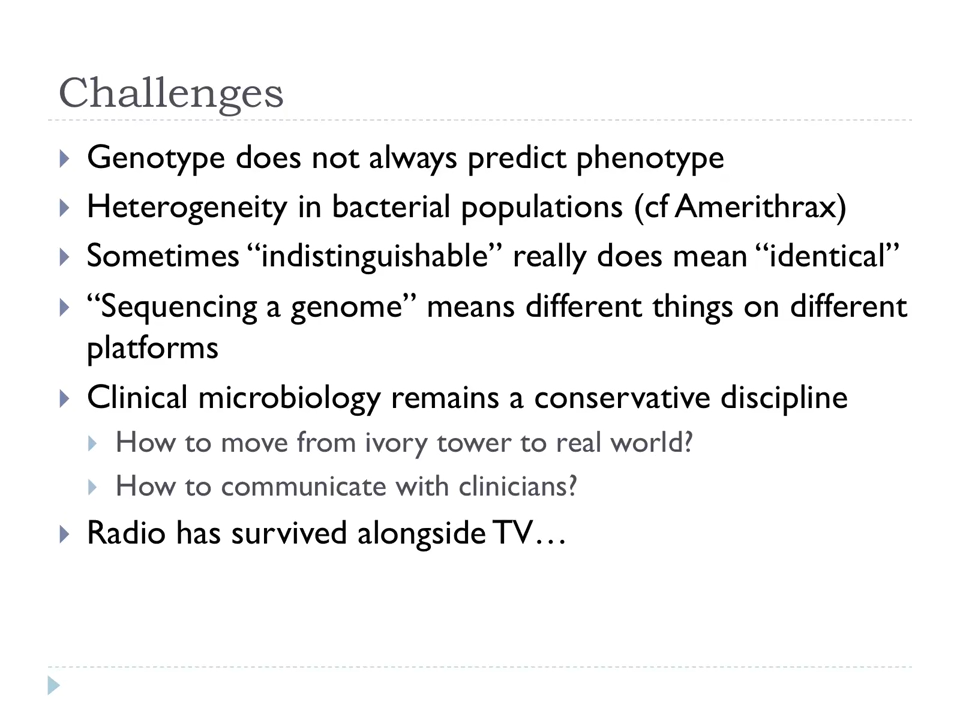 Challenges
Genotype does not always predict phenotype
Heterogeneity in bacterial populations (cf Amerithrax)
Sometimes “indistinguishable” really does mean “identical”
“Sequencing a genome” means different things on different
platforms
Clinical microbiology remains a conservative discipline
How to move from ivory tower to real world?
How to communicate with clinicians?
Radio has survived alongside TV…